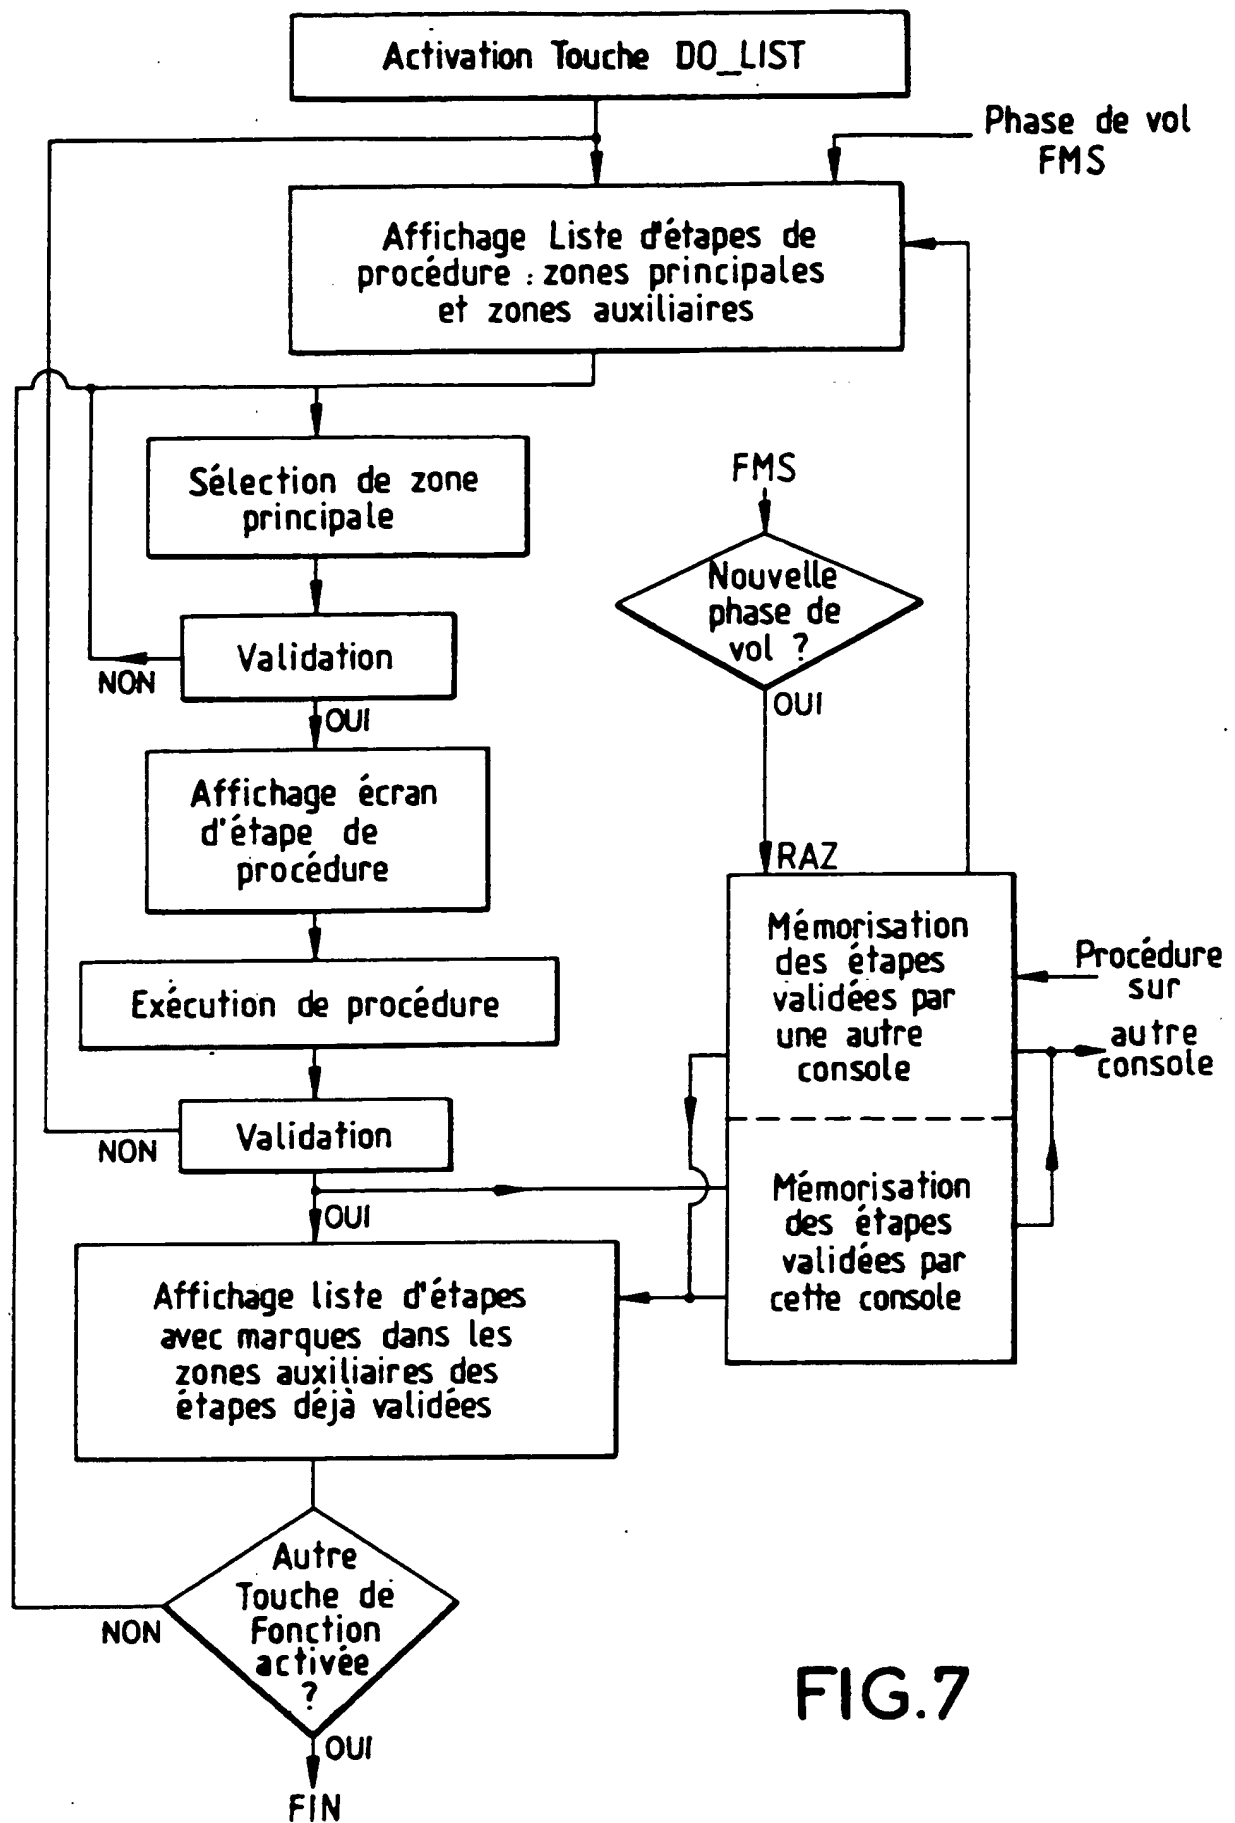 Activation Touche DO_LIST
Phase de vol
FMS
Affichage Liste d'étapes de
procédure : zones principales
et zones auxiliaires
Sélection de zone
principale
FMS
Nouvelle
phase de
vol ?
Validation
NON
OUI
OUI
Affichage écran
d'étape de
procédure
RAZ
Mémorisation
des étapes
validées par
une autre
console
Procédure
sur
autre
console
Exécution de procédure
Validation
NON
OUI
Mémorisation
des étapes
validées par
cette console
Affichage liste d'étapes
avec marques dans les
zones auxiliaires des
étapes déjà validées
Autre
Touche de
Fonction
activée
?
NON
OUI
FIN
FIG.7